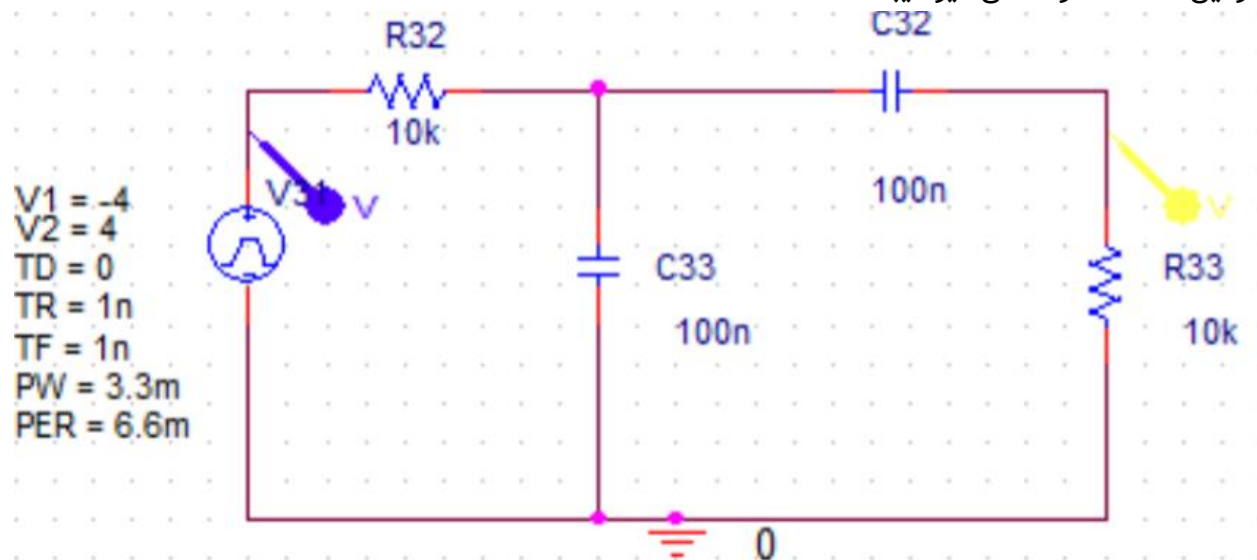 R32
C32
10k
100n
V1 = -4
V2 = 4
TD = 0
TR = 1n
TF = 1n
PW = 3.3m
PER = 6.6m
V31
V
V
C33
100n
R33
10k
0